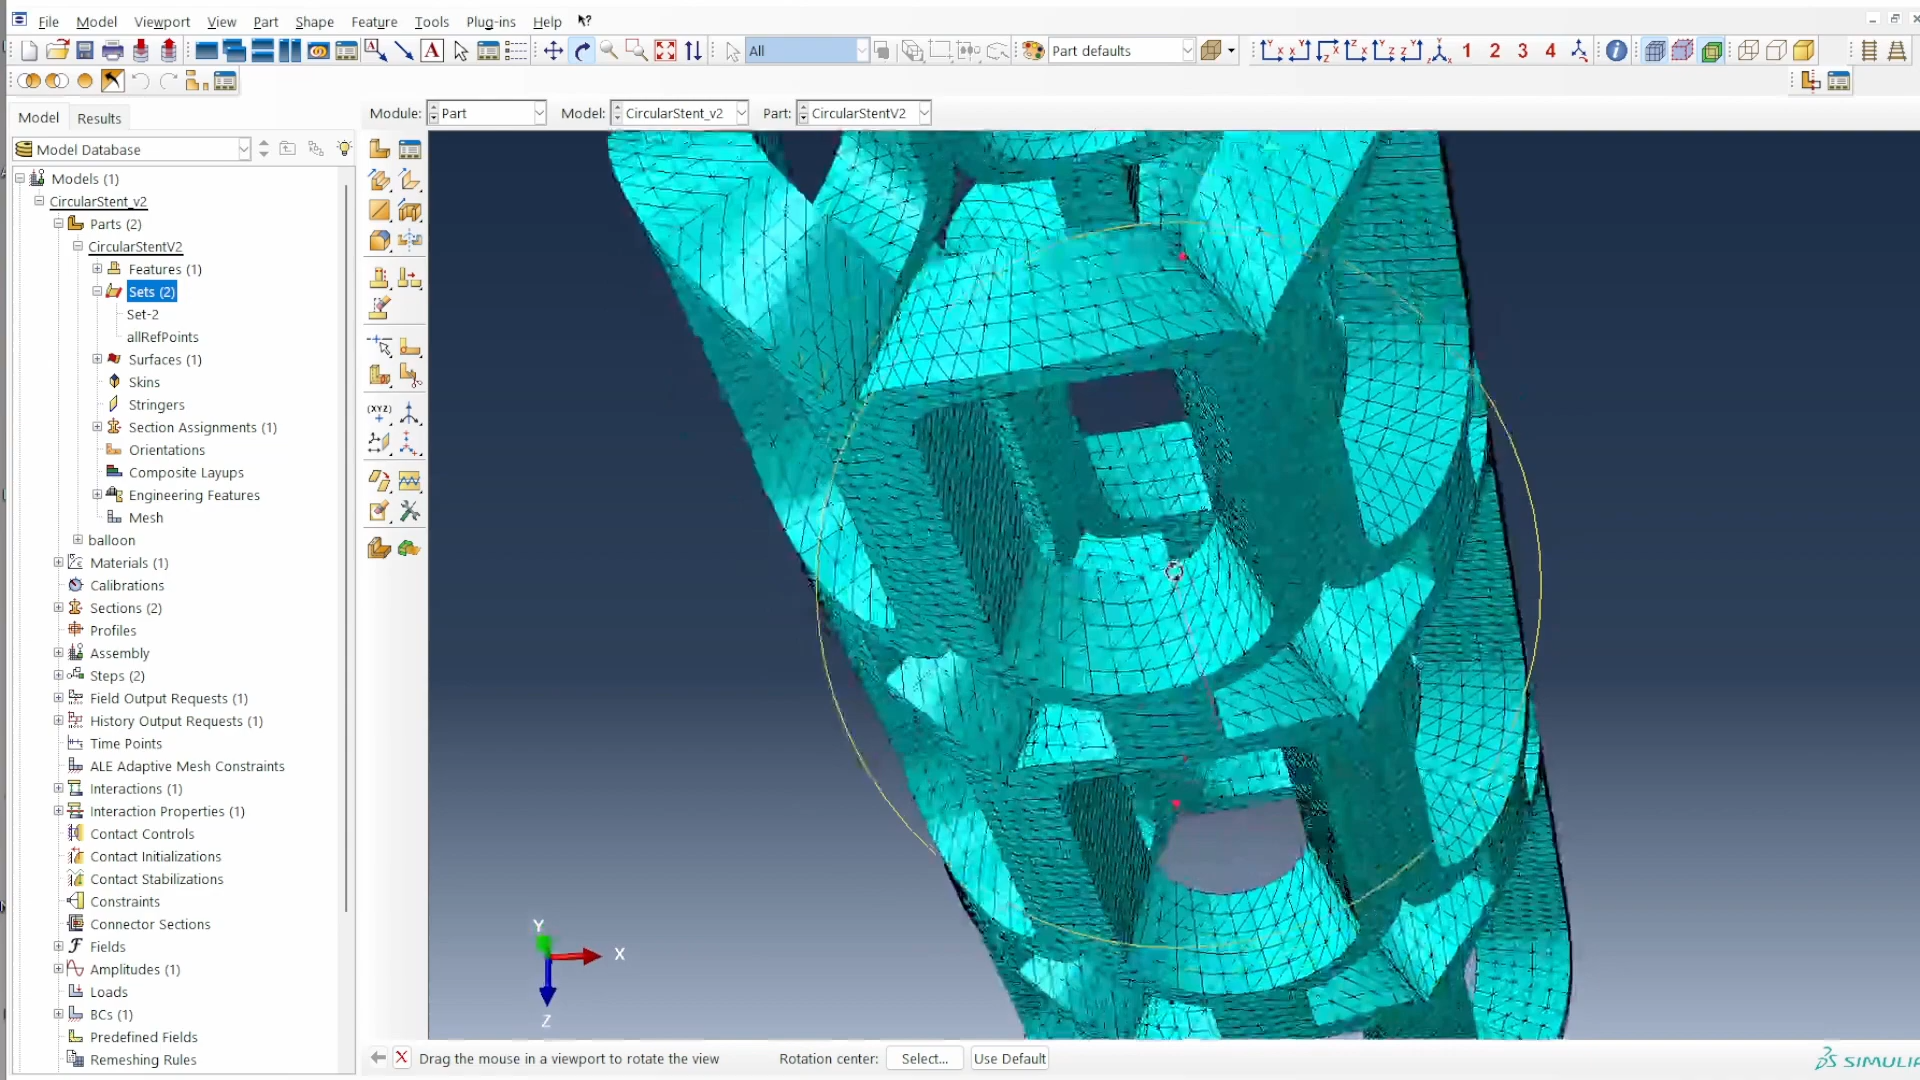 File Model Viewport View Part Shape Feature Tools Plug-ins Help
A A All Part defaults 1 2 3 4
Model Results Module: Part Model: CircularStent_v2 Part: CircularStentV2
Model Database
Models (1)
CircularStent_v2
Parts (2)
CircularStentV2
Features (1)
Sets (2)
Set-2
allRefPoints
Surfaces (1)
Skins
Stringers
Section Assignments (1)
Orientations
Composite Layups
Engineering Features
Mesh
balloon
Materials (1)
Calibrations
Sections (2)
Profiles
Assembly
Steps (2)
Field Output Requests (1)
History Output Requests (1)
Time Points
ALE Adaptive Mesh Constraints
Interactions (1)
Interaction Properties (1)
Contact Controls
Contact Initializations
Contact Stabilizations
Constraints
Connector Sections
Fields
Amplitudes (1)
Loads
BCs (1)
Predefined Fields
Remeshing Rules
(XYZ)
Y
X
Z
Drag the mouse in a viewport to rotate the view Rotation center: Select... Use Default